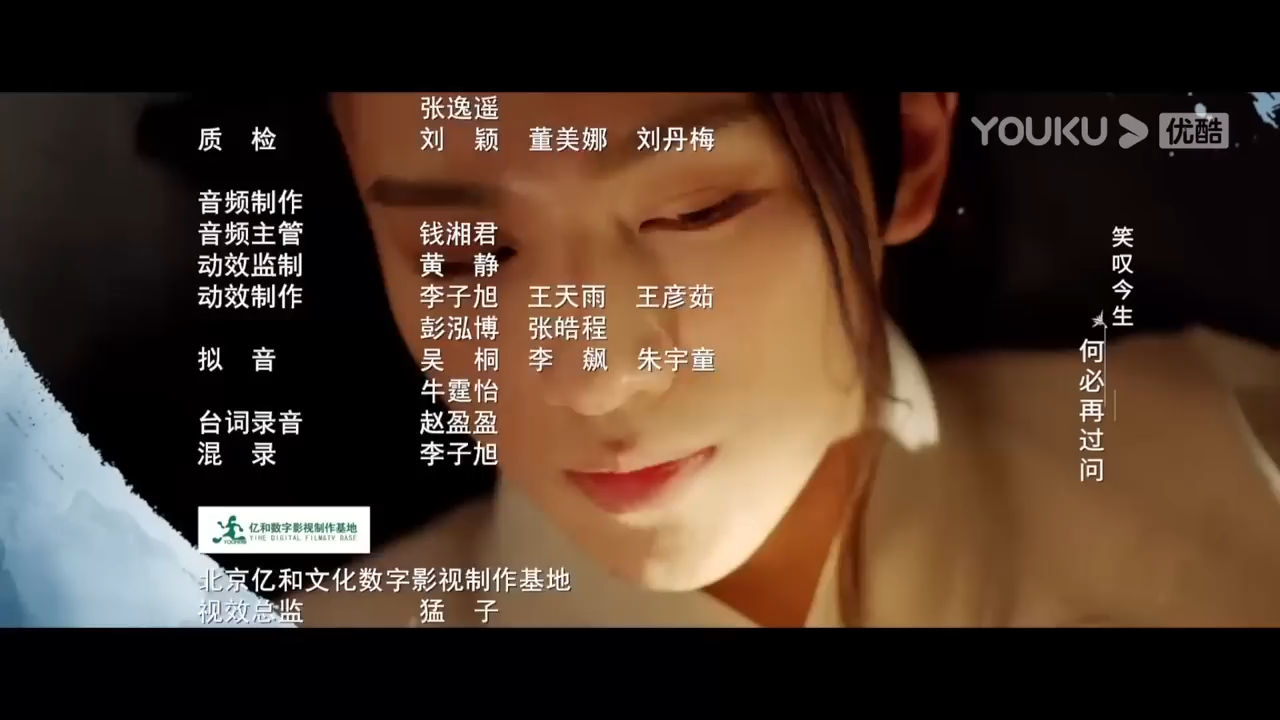 张逸遥
质 检 刘 颖 董美娜 刘丹梅
音频制作
音频主管 钱湘君
动效监制 黄 静
动效制作 李子旭 王天雨 王彦茹
彭泓博 张皓程
拟 音 吴 桐 李 飙 朱宇童
牛霆怡
台词录音 赵盈盈
混 录 李子旭
亿和数字影视制作基地
YIHE DIGITAL FILM&TV BASE
北京亿和文化数字影视制作基地
视效总监 猛 子
YOUKU 优酷
笑叹今生
何必再过问